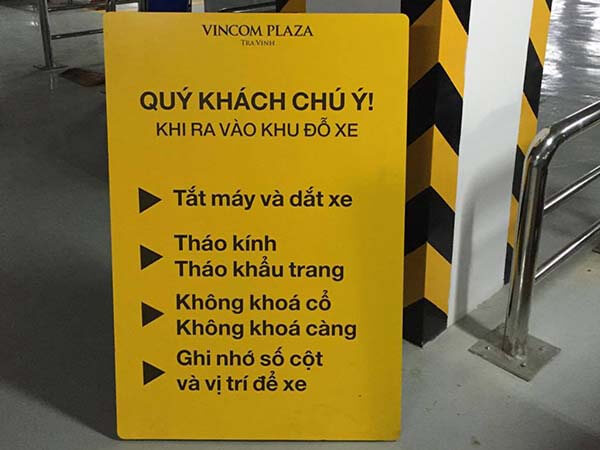 VINCOM PLAZA
TRA VINH
QUÝ KHÁCH CHÚ Ý!
KHI RA VÀO KHU ĐỖ XE
Tắt máy và dắt xe
Tháo kính
Tháo khẩu trang
Không khoá cổ
Không khoá càng
Ghi nhớ số cột
và vị trí để xe